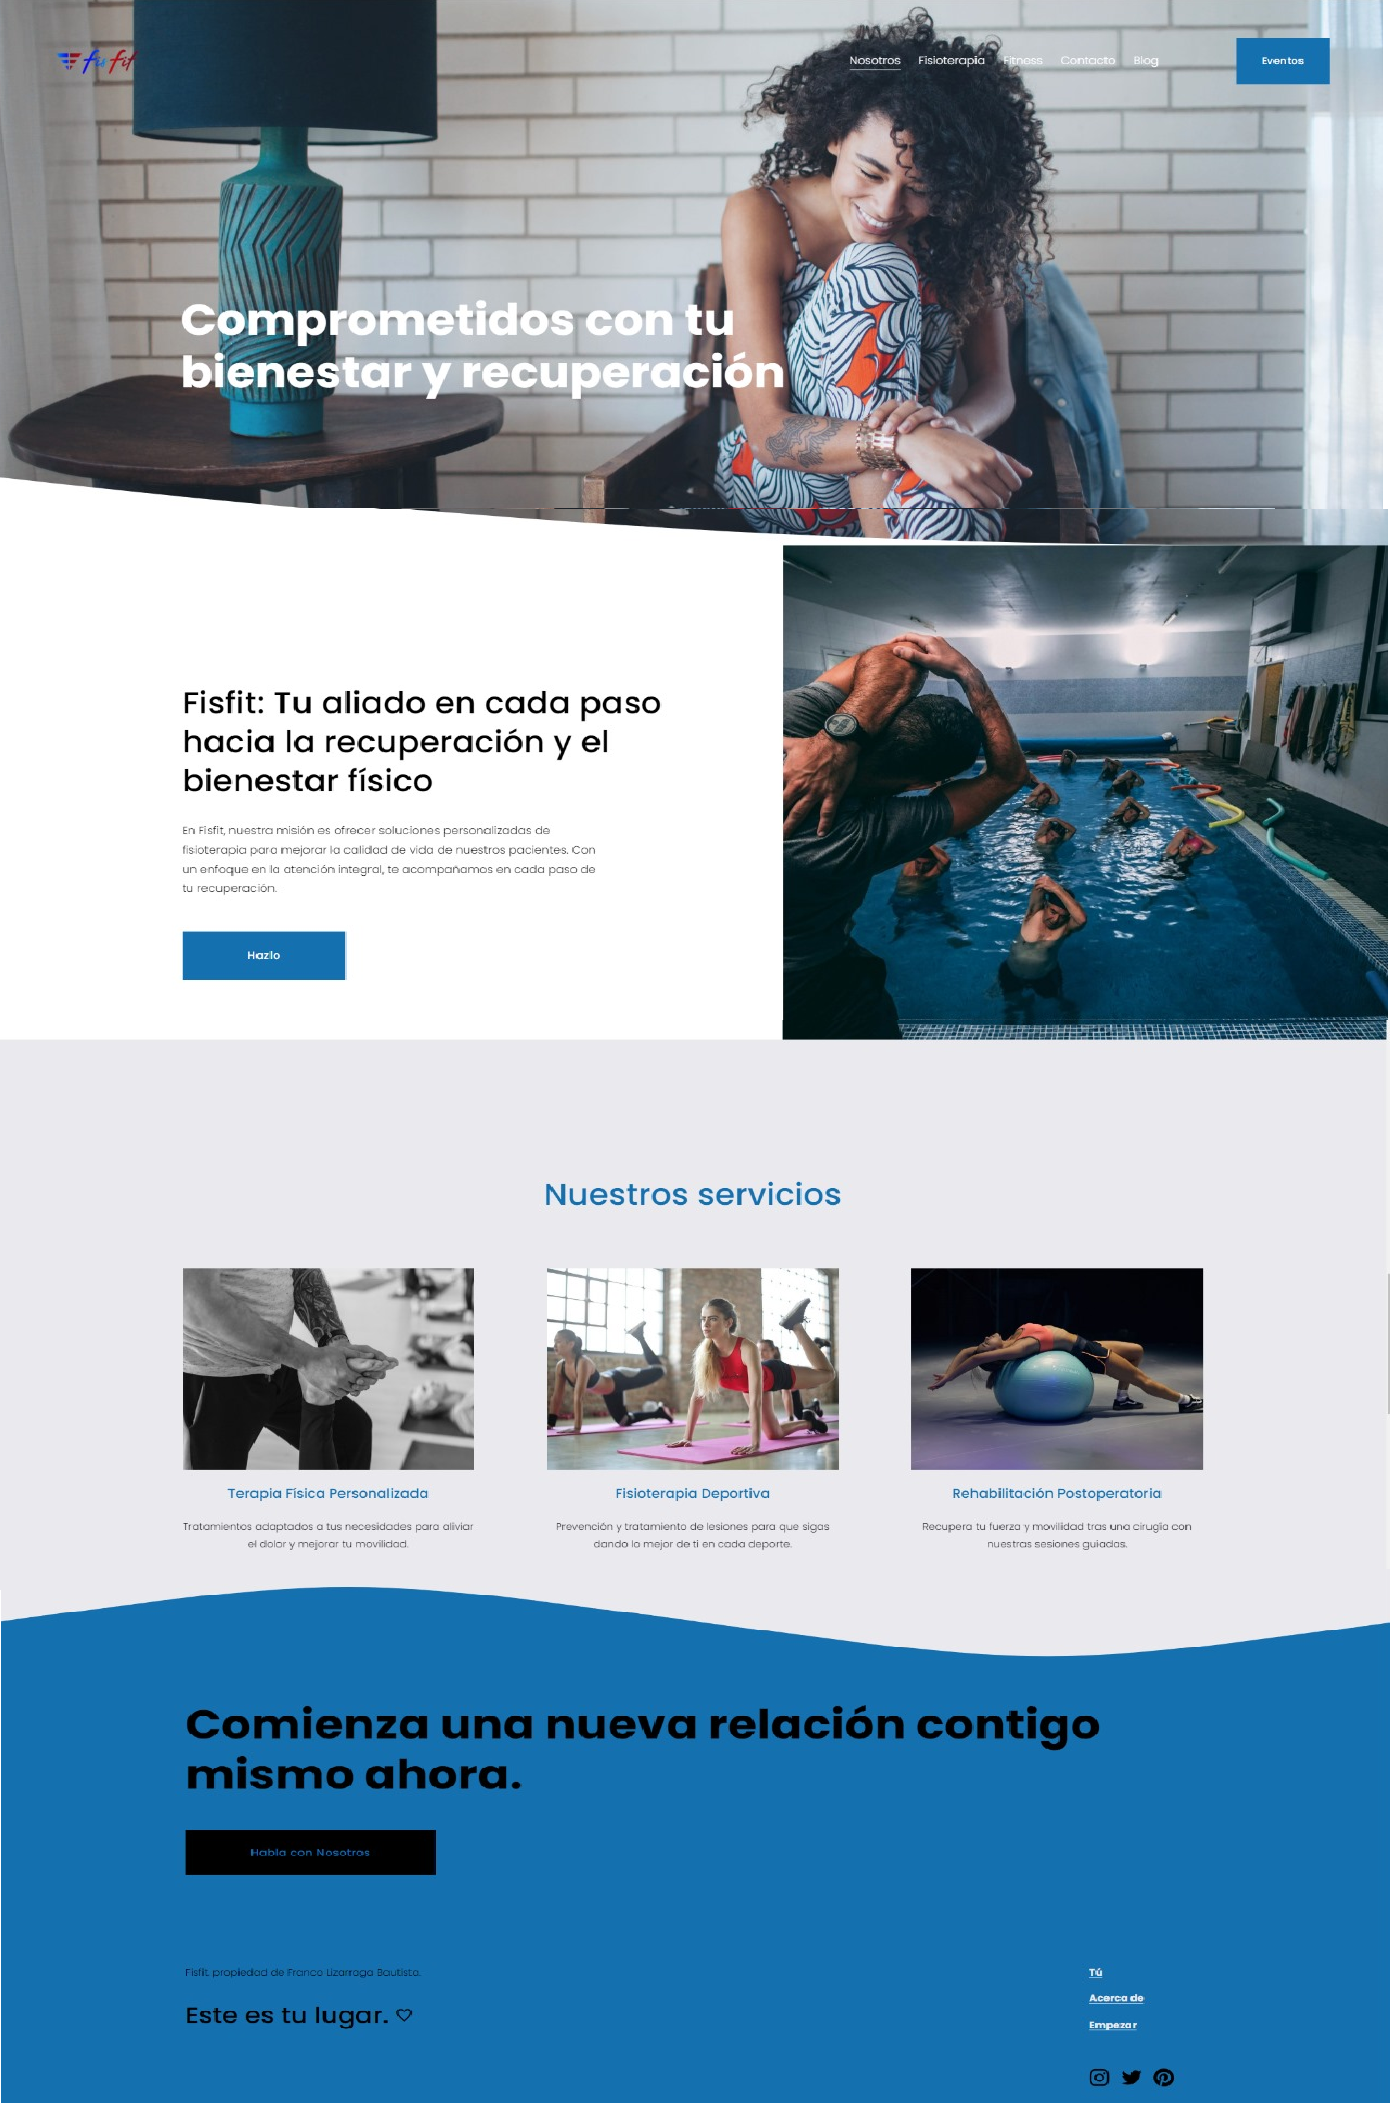 fisfit
Nosotros Fisioterapia Fitness Contacto Blog
Eventos
Comprometidos con tu
bienestar y recuperación
Fisfit: Tu aliado en cada paso
hacia la recuperación y el
bienestar físico
En Fisfit, nuestra misión es ofrecer soluciones personalizadas de
fisioterapia para mejorar la calidad de vida de nuestros pacientes. Con
un enfoque en la atención integral, te acompañamos en cada paso de
tu recuperación.
Hazlo
Nuestros servicios
Terapia Física Personalizada
Tratamientos adaptados a tus necesidades para aliviar
el dolor y mejorar tu movilidad.
Fisioterapia Deportiva
Prevención y tratamiento de lesiones para que sigas
dando lo mejor de ti en cada deporte.
Rehabilitación Postoperatoria
Recupera tu fuerza y movilidad tras una cirugía con
nuestras sesiones guiadas.
Comienza una nueva relación contigo
mismo ahora.
Habla con Nosotros
Fisfit. propiedad de Franco Lizarraga Bautista.
Este es tu lugar. ♡
Tú
Acerca de
Empezar